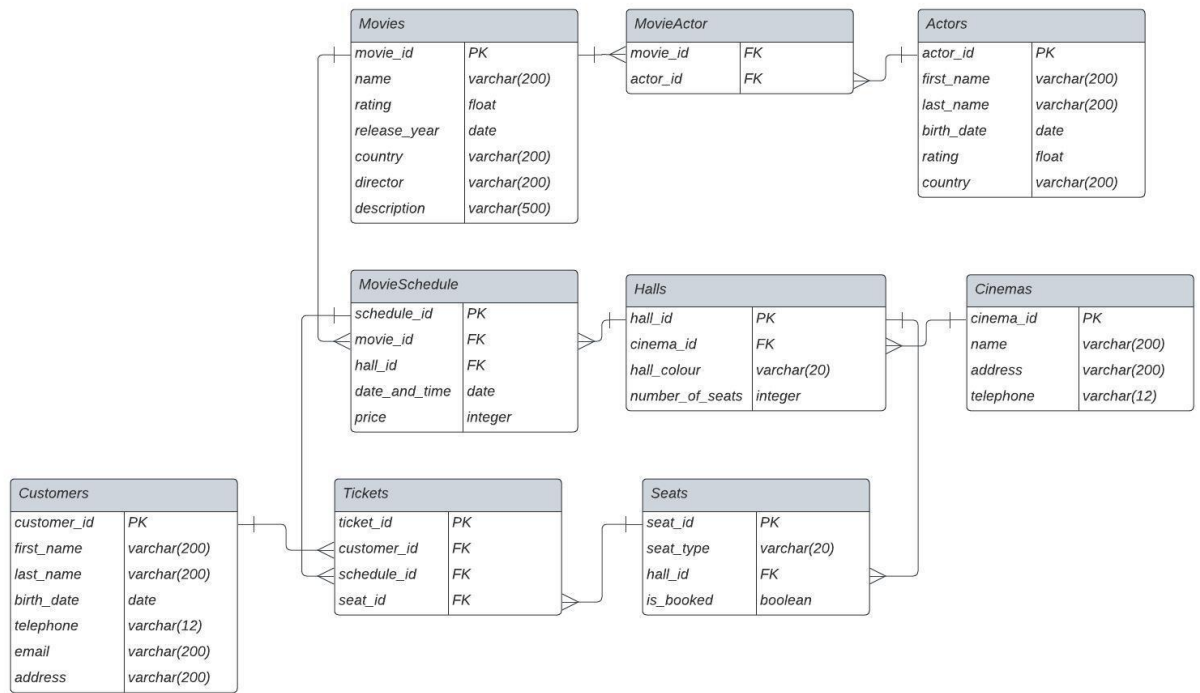 Movies
movie_id PK
name varchar(200)
rating float
release_year date
country varchar(200)
director varchar(200)
description varchar(500)
MovieActor
movie_id FK
actor_id FK
Actors
actor_id PK
first_name varchar(200)
last_name varchar(200)
birth_date date
rating float
country varchar(200)
MovieSchedule
schedule_id PK
movie_id FK
hall_id FK
date_and_time date
price integer
Halls
hall_id PK
cinema_id FK
hall_colour varchar(20)
number_of_seats integer
Cinemas
cinema_id PK
name varchar(200)
address varchar(200)
telephone varchar(12)
Customers
customer_id PK
first_name varchar(200)
last_name varchar(200)
birth_date date
telephone varchar(12)
email varchar(200)
address varchar(200)
Tickets
ticket_id PK
customer_id FK
schedule_id FK
seat_id FK
Seats
seat_id PK
seat_type varchar(20)
hall_id FK
is_booked boolean